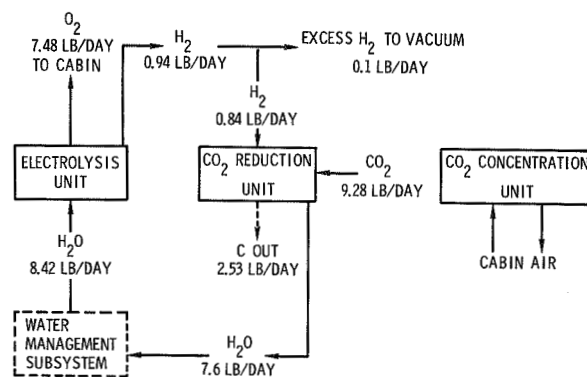 O2
7.48 LB/DAY
TO CABIN
H2
0.94 LB/DAY
EXCESS H2 TO VACUUM
0.1 LB/DAY
H2
0.84 LB/DAY
ELECTROLYSIS
UNIT
CO2 REDUCTION
UNIT
CO2
9.28 LB/DAY
CO2 CONCENTRATION
UNIT
H2O
8.42 LB/DAY
C OUT
2.53 LB/DAY
CABIN AIR
WATER
MANAGEMENT
SUBSYSTEM
H2O
7.6 LB/DAY